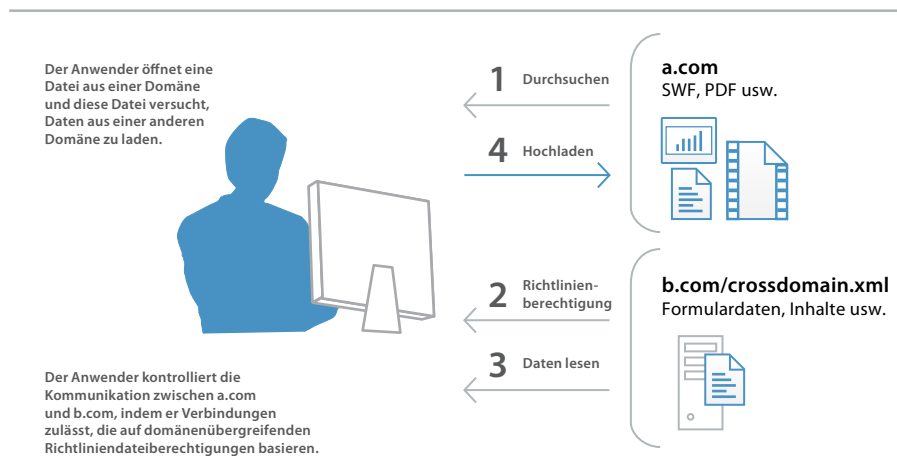 Der Anwender öffnet eine
Datei aus einer Domäne
und diese Datei versucht,
Daten aus einer anderen
Domäne zu laden.
1 Durchsuchen
4 Hochladen
a.com
SWF, PDF usw.
2 Richtlinien-
berechtigung
3 Daten lesen
b.com/crossdomain.xml
Formulardaten, Inhalte usw.
Der Anwender kontrolliert die
Kommunikation zwischen a.com
und b.com, indem er Verbindungen
zulässt, die auf domänenübergreifenden
Richtliniendateiberechtigungen basieren.